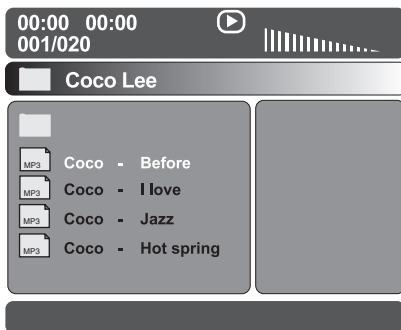 00:00 00:00
001/020
Coco Lee
MP3 Coco - Before
MP3 Coco - I love
MP3 Coco - Jazz
MP3 Coco - Hot spring